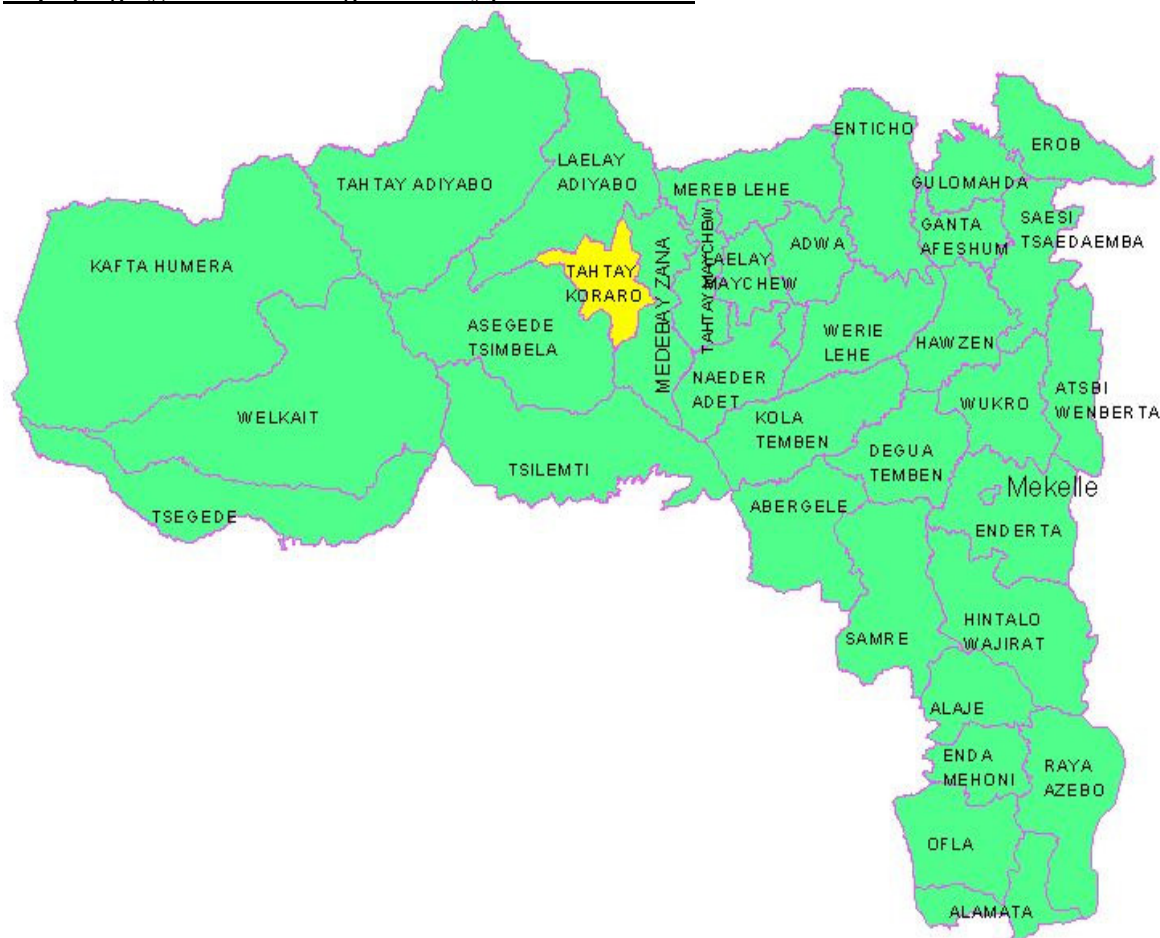 ENTICHO
EROB
LAELAY
ADIYABO
TAHTAY ADIYABO
MEREB LEHE
GULOMAHDA
SAESI
TSAEDAEMBA
GANTA
AFESHUM
TAHTAY MAYCHEW
LAELAY
MAYCHEW
ADWA
KAFTA HUMERA
TAHTAY
KORARO
MEDEBAY ZANA
ASEGEDE
TSIMBELA
WERIE
LEHE
HAWZEN
NAEDER
ADET
ATSBI
WENBERTA
WUKRO
WELKAIT
KOLA
TEMBEN
DEGUA
TEMBEN
TSILEMTI
Mekelle
ABERGELE
TSEGEDE
ENDERTA
HINTALO
WAJIRAT
SAMRE
ALAJE
ENDA
MEHONI
RAYA
AZEBO
OFLA
ALAMATA